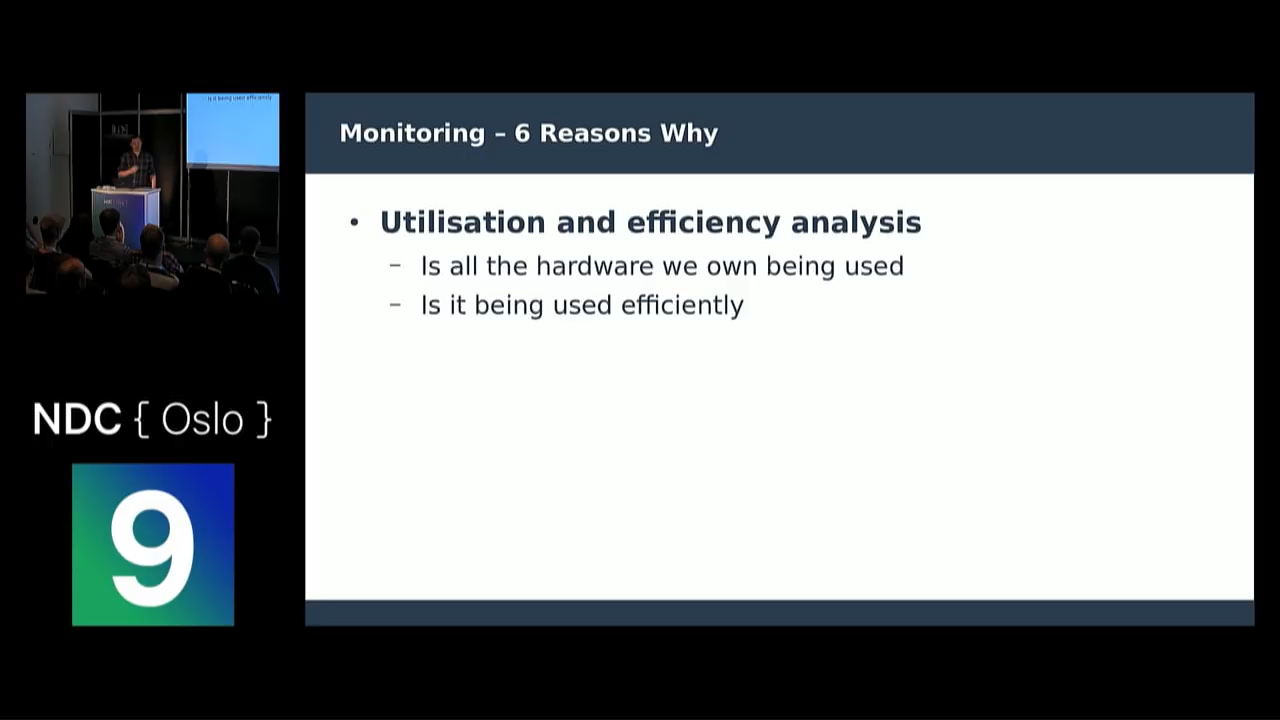 Monitoring – 6 Reasons Why
• Utilisation and efficiency analysis
– Is all the hardware we own being used
– Is it being used efficiently
NDC { Oslo }
9